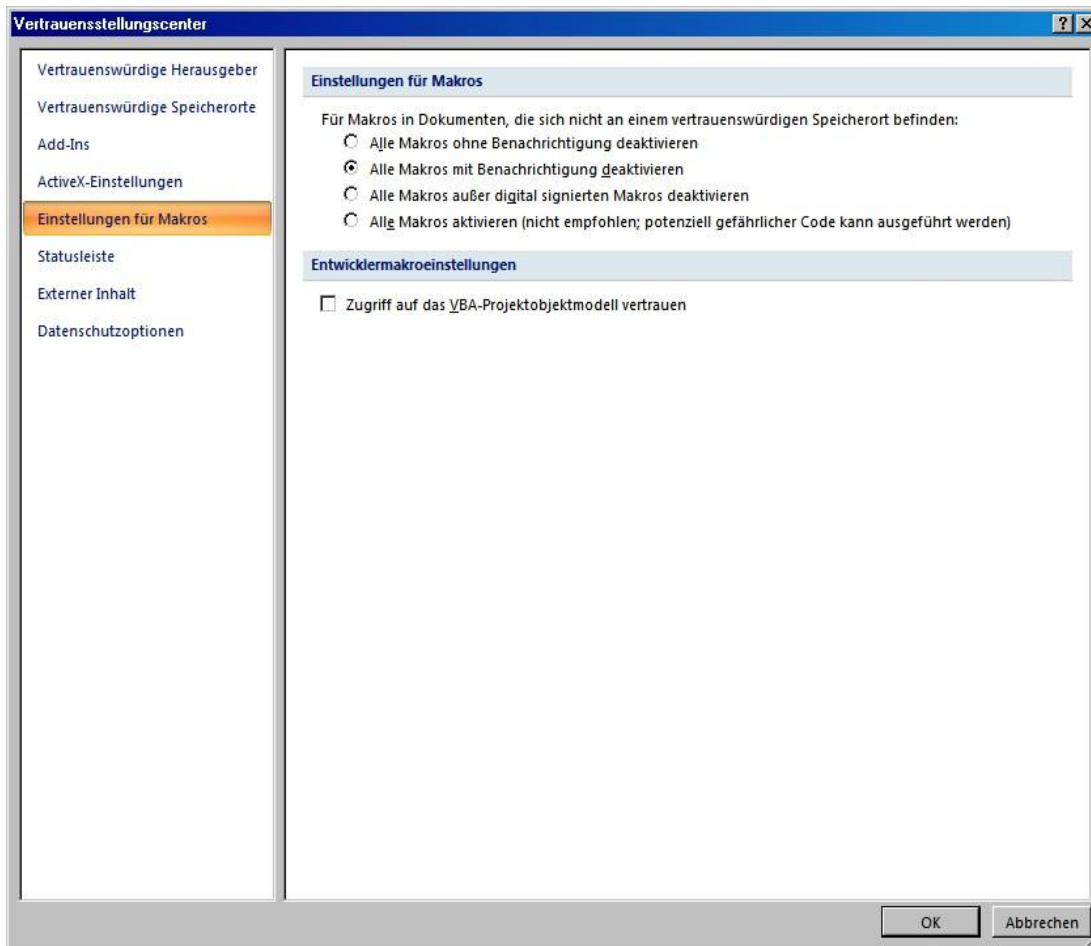 Vertrauensstellungscenter
Vertrauenswürdige Herausgeber
Vertrauenswürdige Speicherorte
Add-Ins
ActiveX-Einstellungen
Einstellungen für Makros
Statusleiste
Externer Inhalt
Datenschutzoptionen
Einstellungen für Makros
Für Makros in Dokumenten, die sich nicht an einem vertrauenswürdigen Speicherort befinden:
Alle Makros ohne Benachrichtigung deaktivieren
Alle Makros mit Benachrichtigung deaktivieren
Alle Makros außer digital signierten Makros deaktivieren
Alle Makros aktivieren (nicht empfohlen; potenziell gefährlicher Code kann ausgeführt werden)
Entwicklermakroeinstellungen
Zugriff auf das VBA-Projektobjektmodell vertrauen
OK
Abbrechen